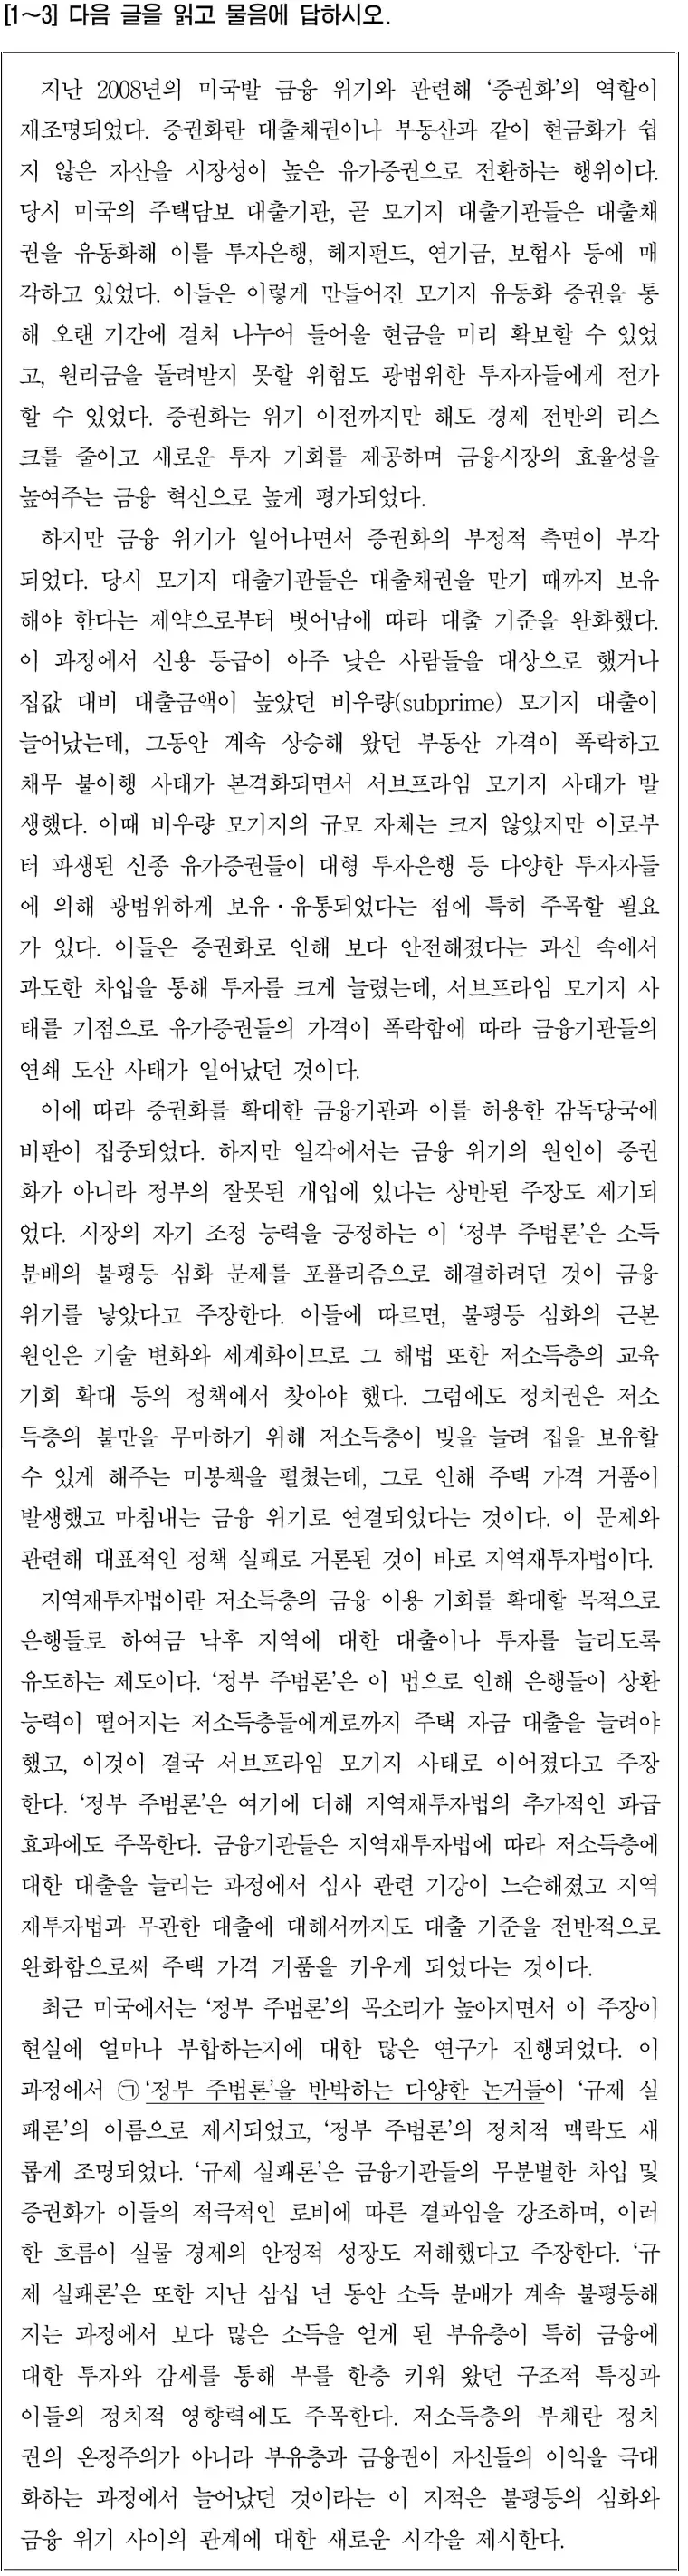 [1~3] 다음 글을 읽고 물음에 답하시오.
지난 2008년의 미국발 금융 위기와 관련해 ‘증권화’의 역할이
재조명되었다. 증권화란 대출채권이나 부동산과 같이 현금화가 쉽
지 않은 자산을 시장성이 높은 유가증권으로 전환하는 행위이다.
당시 미국의 주택담보 대출기관, 곧 모기지 대출기관들은 대출채
권을 유동화해 이를 투자은행, 헤지펀드, 연기금, 보험사 등에 매
각하고 있었다. 이들은 이렇게 만들어진 모기지 유동화 증권을 통
해 오랜 기간에 걸쳐 나누어 들어올 현금을 미리 확보할 수 있었
고, 원리금을 돌려받지 못할 위험도 광범위한 투자자들에게 전가
할 수 있었다. 증권화는 위기 이전까지만 해도 경제 전반의 리스
크를 줄이고 새로운 투자 기회를 제공하며 금융시장의 효율성을
높여주는 금융 혁신으로 높게 평가되었다.
하지만 금융 위기가 일어나면서 증권화의 부정적 측면이 부각
되었다. 당시 모기지 대출기관들은 대출채권을 만기 때까지 보유
해야 한다는 제약으로부터 벗어남에 따라 대출 기준을 완화했다.
이 과정에서 신용 등급이 아주 낮은 사람들을 대상으로 했거나
집값 대비 대출금액이 높았던 비우량(subprime) 모기지 대출이
늘어났는데, 그동안 계속 상승해 왔던 부동산 가격이 폭락하고
채무 불이행 사태가 본격화되면서 서브프라임 모기지 사태가 발
생했다. 이때 비우량 모기지의 규모 자체는 크지 않았지만 이로부
터 파생된 신종 유가증권들이 대형 투자은행 등 다양한 투자자들
에 의해 광범위하게 보유·유통되었다는 점에 특히 주목할 필요
가 있다. 이들은 증권화로 인해 보다 안전해졌다는 과신 속에서
과도한 차입을 통해 투자를 크게 늘렸는데, 서브프라임 모기지 사
태를 기점으로 유가증권들의 가격이 폭락함에 따라 금융기관들의
연쇄 도산 사태가 일어났던 것이다.
이에 따라 증권화를 확대한 금융기관과 이를 허용한 감독당국에
비판이 집중되었다. 하지만 일각에서는 금융 위기의 원인이 증권
화가 아니라 정부의 잘못된 개입에 있다는 상반된 주장도 제기되
었다. 시장의 자기 조정 능력을 긍정하는 이 ‘정부 주범론’은 소득
분배의 불평등 심화 문제를 포퓰리즘으로 해결하려던 것이 금융
위기를 낳았다고 주장한다. 이들에 따르면, 불평등 심화의 근본
원인은 기술 변화와 세계화이므로 그 해법 또한 저소득층의 교육
기회 확대 등의 정책에서 찾아야 했다. 그럼에도 정치권은 저소
득층의 불만을 무마하기 위해 저소득층이 빚을 늘려 집을 보유할
수 있게 해주는 미봉책을 펼쳤는데, 그로 인해 주택 가격 거품이
발생했고 마침내는 금융 위기로 연결되었다는 것이다. 이 문제와
관련해 대표적인 정책 실패로 거론된 것이 바로 지역재투자법이다.
지역재투자법이란 저소득층의 금융 이용 기회를 확대할 목적으로
은행들로 하여금 낙후 지역에 대한 대출이나 투자를 늘리도록
유도하는 제도이다. ‘정부 주범론’은 이 법으로 인해 은행들이 상환
능력이 떨어지는 저소득층들에게로까지 주택 자금 대출을 늘려야
했고, 이것이 결국 서브프라임 모기지 사태로 이어졌다고 주장
한다. ‘정부 주범론’은 여기에 더해 지역재투자법의 추가적인 파급
효과에도 주목한다. 금융기관들은 지역재투자법에 따라 저소득층에
대한 대출을 늘리는 과정에서 심사 관련 기강이 느슨해졌고 지역
재투자법과 무관한 대출에 대해서까지도 대출 기준을 전반적으로
완화함으로써 주택 가격 거품을 키우게 되었다는 것이다.
최근 미국에서는 ‘정부 주범론’의 목소리가 높아지면서 이 주장이
현실에 얼마나 부합하는지에 대한 많은 연구가 진행되었다. 이
과정에서 ㉠ ‘정부 주범론’을 반박하는 다양한 논거들이 ‘규제 실
패론’의 이름으로 제시되었고, ‘정부 주범론’의 정치적 맥락도 새
롭게 조명되었다. ‘규제 실패론’은 금융기관들의 무분별한 차입 및
증권화가 이들의 적극적인 로비에 따른 결과임을 강조하며, 이러
한 흐름이 실물 경제의 안정적 성장도 저해했다고 주장한다. ‘규
제 실패론’은 또한 지난 삼십 년 동안 소득 분배가 계속 불평등해
지는 과정에서 보다 많은 소득을 얻게 된 부유층이 특히 금융에
대한 투자와 감세를 통해 부를 한층 키워 왔던 구조적 특징과
이들의 정치적 영향력에도 주목한다. 저소득층의 부채란 정치
권의 온정주의가 아니라 부유층과 금융권이 자신들의 이익을 극대
화하는 과정에서 늘어났던 것이라는 이 지적은 불평등의 심화와
금융 위기 사이의 관계에 대한 새로운 시각을 제시한다.